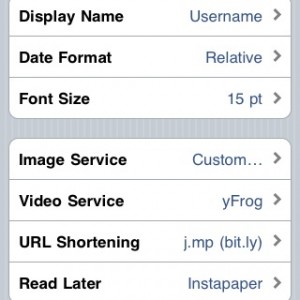 Display Name Username
Date Format Relative
Font Size 15 pt
Image Service Custom...
Video Service yFrog
URL Shortening j.mp (bit.ly)
Read Later Instapaper